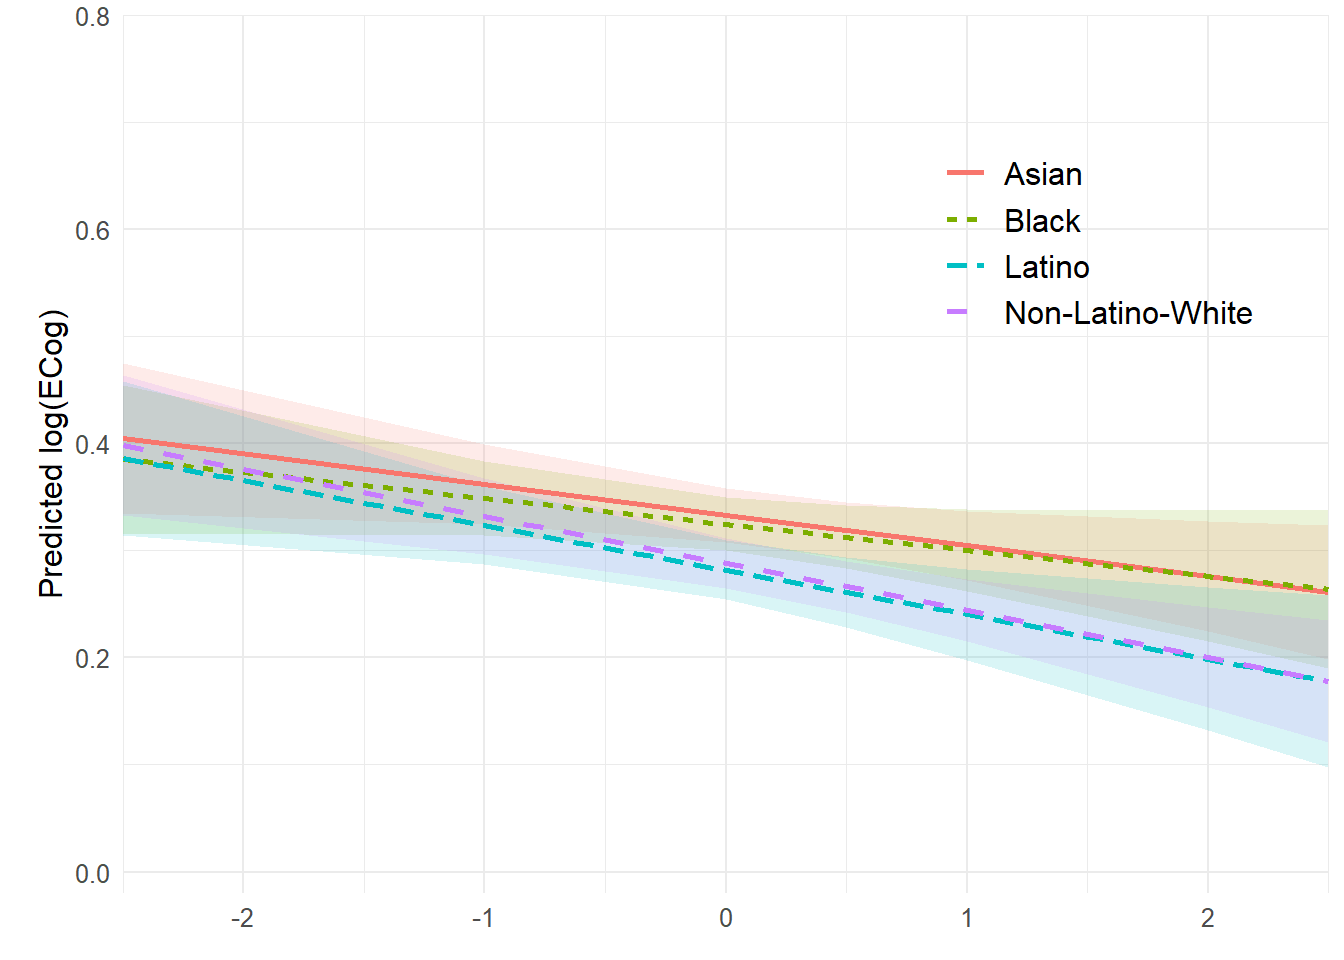 0.8
0.6
0.4
0.2
0.0
Predicted log(ECog)
Asian
Black
Latino
Non-Latino-White
-2 -1 0 1 2